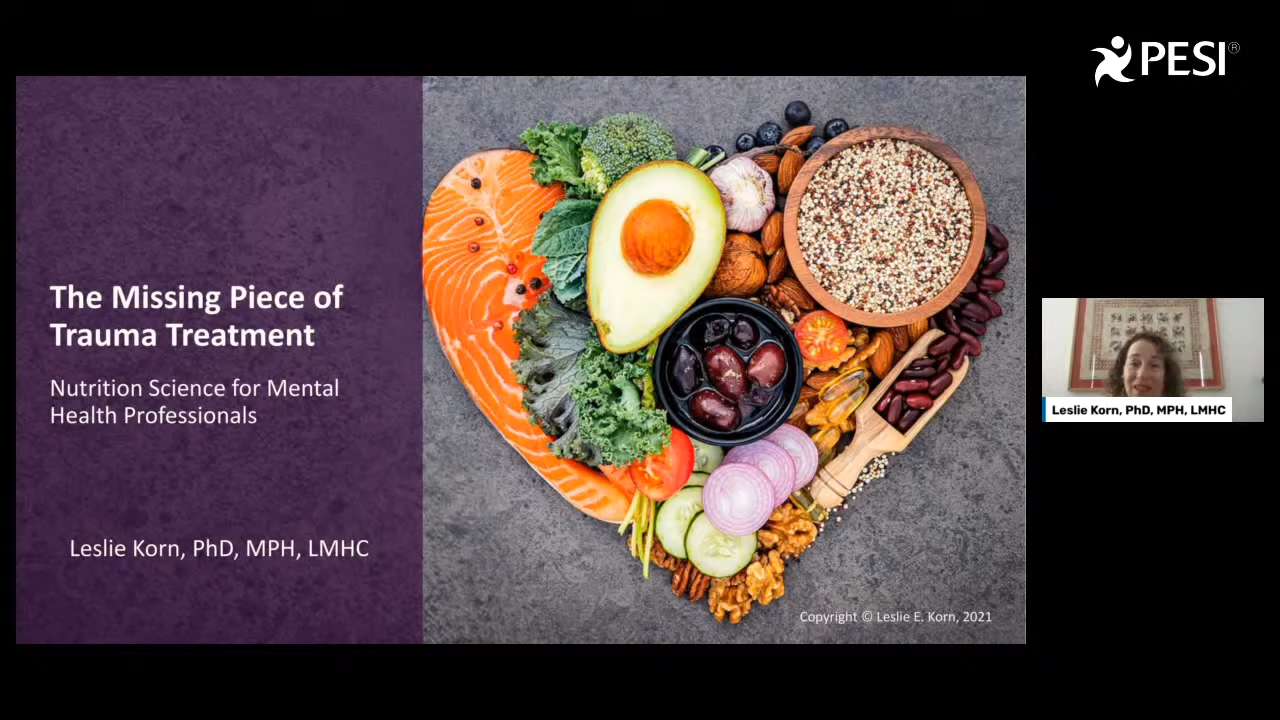 PESI®
The Missing Piece of
Trauma Treatment
Nutrition Science for Mental
Health Professionals
Leslie Korn, PhD, MPH, LMHC
Copyright © Leslie E. Korn, 2021
Leslie Korn, PhD, MPH, LMHC